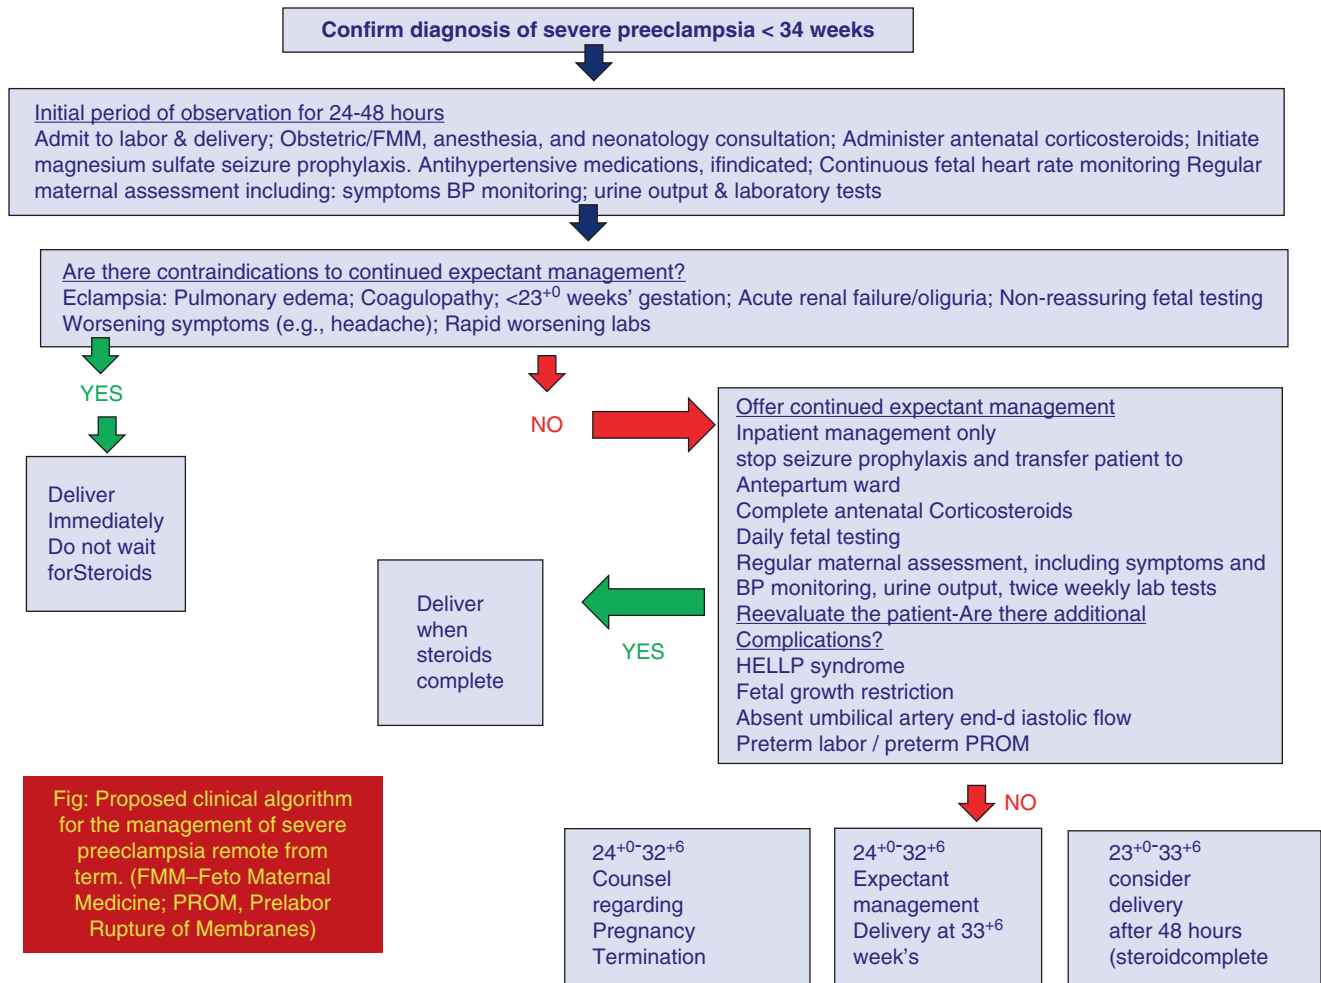 Confirm diagnosis of severe preeclampsia < 34 weeks
Initial period of observation for 24-48 hours
Admit to labor & delivery; Obstetric/FMM, anesthesia, and neonatology consultation; Administer antenatal corticosteroids; Initiate
magnesium sulfate seizure prophylaxis. Antihypertensive medications, ifindicated; Continuous fetal heart rate monitoring Regular
maternal assessment including: symptoms BP monitoring; urine output & laboratory tests
Are there contraindications to continued expectant management?
Eclampsia: Pulmonary edema; Coagulopathy; <23⁺⁰ weeks' gestation; Acute renal failure/oliguria; Non-reassuring fetal testing
Worsening symptoms (e.g., headache); Rapid worsening labs
YES
NO
Deliver
Immediately
Do not wait
forSteroids
Offer continued expectant management
Inpatient management only
stop seizure prophylaxis and transfer patient to
Antepartum ward
Complete antenatal Corticosteroids
Daily fetal testing
Regular maternal assessment, including symptoms and
BP monitoring, urine output, twice weekly lab tests
Reevaluate the patient-Are there additional
Complications?
HELLP syndrome
Fetal growth restriction
Absent umbilical artery end-d iastolic flow
Preterm labor / preterm PROM
YES
Deliver
when
steroids
complete
NO
24⁺⁰⁻32⁺⁶
Counsel
regarding
Pregnancy
Termination
24⁺⁰⁻32⁺⁶
Expectant
management
Delivery at 33⁺⁶
week's
23⁺⁰⁻33⁺⁶
consider
delivery
after 48 hours
(steroidcomplete
Fig: Proposed clinical algorithm
for the management of severe
preeclampsia remote from
term. (FMM–Feto Maternal
Medicine; PROM, Prelabor
Rupture of Membranes)